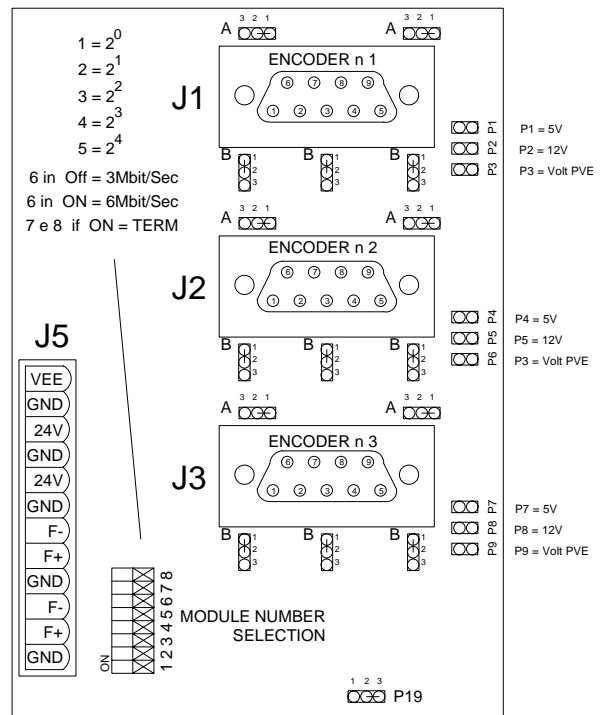 1 = 2^0
2 = 2^1
3 = 2^2
4 = 2^3
5 = 2^4
6 in Off = 3Mbit/Sec
6 in ON = 6Mbit/Sec
7 e 8 if ON = TERM
A 3 2 1
A 3 2 1
J1
ENCODER n 1
6 7 8 9
1 2 3 4 5
B 1 2 3
B 1 2 3
B 1 2 3
P1 P1 = 5V
P2 P2 = 12V
P3 P3 = Volt PVE
A 3 2 1
A 3 2 1
J2
ENCODER n 2
6 7 8 9
1 2 3 4 5
B 1 2 3
B 1 2 3
B 1 2 3
P4 P4 = 5V
P5 P5 = 12V
P6 P3 = Volt PVE
A 3 2 1
A 3 2 1
J3
ENCODER n 3
6 7 8 9
1 2 3 4 5
B 1 2 3
B 1 2 3
B 1 2 3
P7 P7 = 5V
P8 P8 = 12V
P9 P9 = Volt PVE
J5
VEE
GND
24V
GND
24V
GND
F-
F+
GND
F-
F+
GND
ON
1 2 3 4 5 6 7 8
MODULE NUMBER
SELECTION
1 2 3
P19